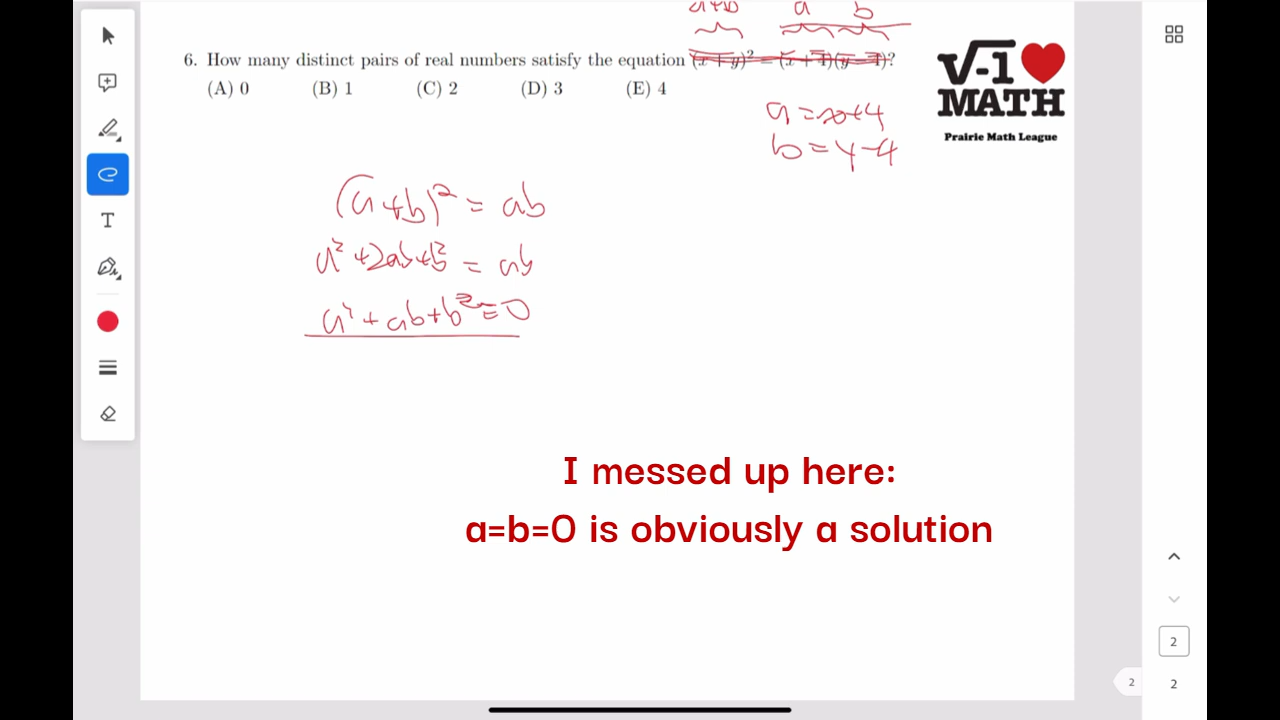 a+b a b
6. How many distinct pairs of real numbers satisfy the equation (x + y)² = (x + 4)(y − 4)?
(A) 0 (B) 1 (C) 2 (D) 3 (E) 4
√-1 ❤
MATH
Prairie Math League
a = x+4
b = y-4
(a+b)² = ab
a²+2ab+b² = ab
a²+ab+b²=0
I messed up here:
a=b=0 is obviously a solution
T
2
2
2